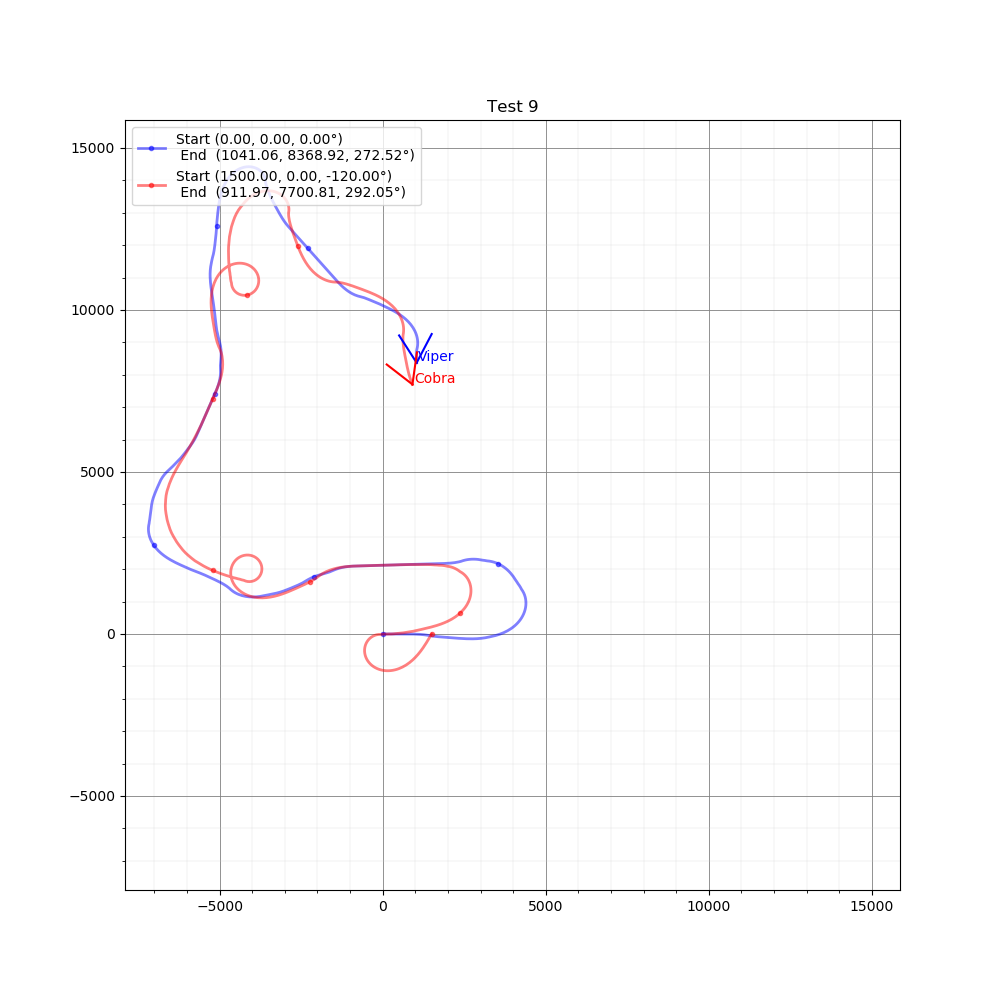 Test 9
Start (0.00, 0.00, 0.00°)
End (1041.06, 8368.92, 272.52°)
Start (1500.00, 0.00, -120.00°)
End (911.97, 7700.81, 292.05°)
15000
10000
5000
0
−5000
Viper
Cobra
−5000 0 5000 10000 15000